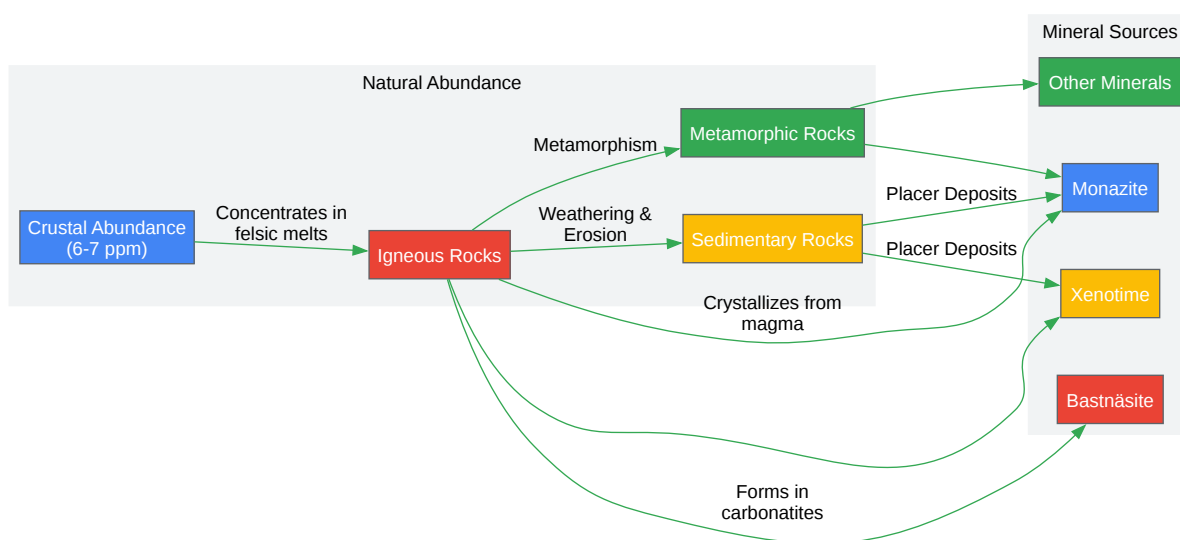 Mineral Sources
Natural Abundance
Other Minerals
Metamorphic Rocks
Metamorphism
Monazite
Placer Deposits
Concentrates in
felsic melts
Weathering &
Erosion
Crustal Abundance
(6-7 ppm)
Sedimentary Rocks
Placer Deposits
Igneous Rocks
Xenotime
Crystallizes from
magma
Bastnäsite
Forms in
carbonatites